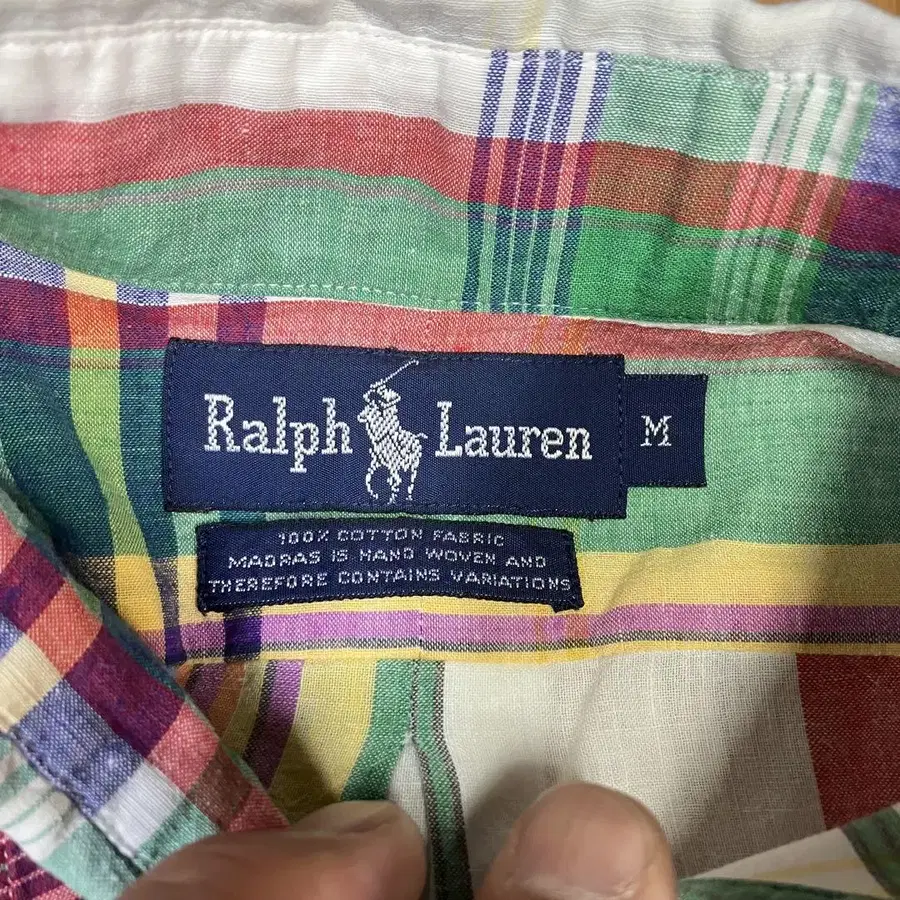 Ralph Lauren M
100% COTTON FABRIC
MADRAS IS HAND WOVEN AND
THEREFORE CONTAINS VARIATIONS